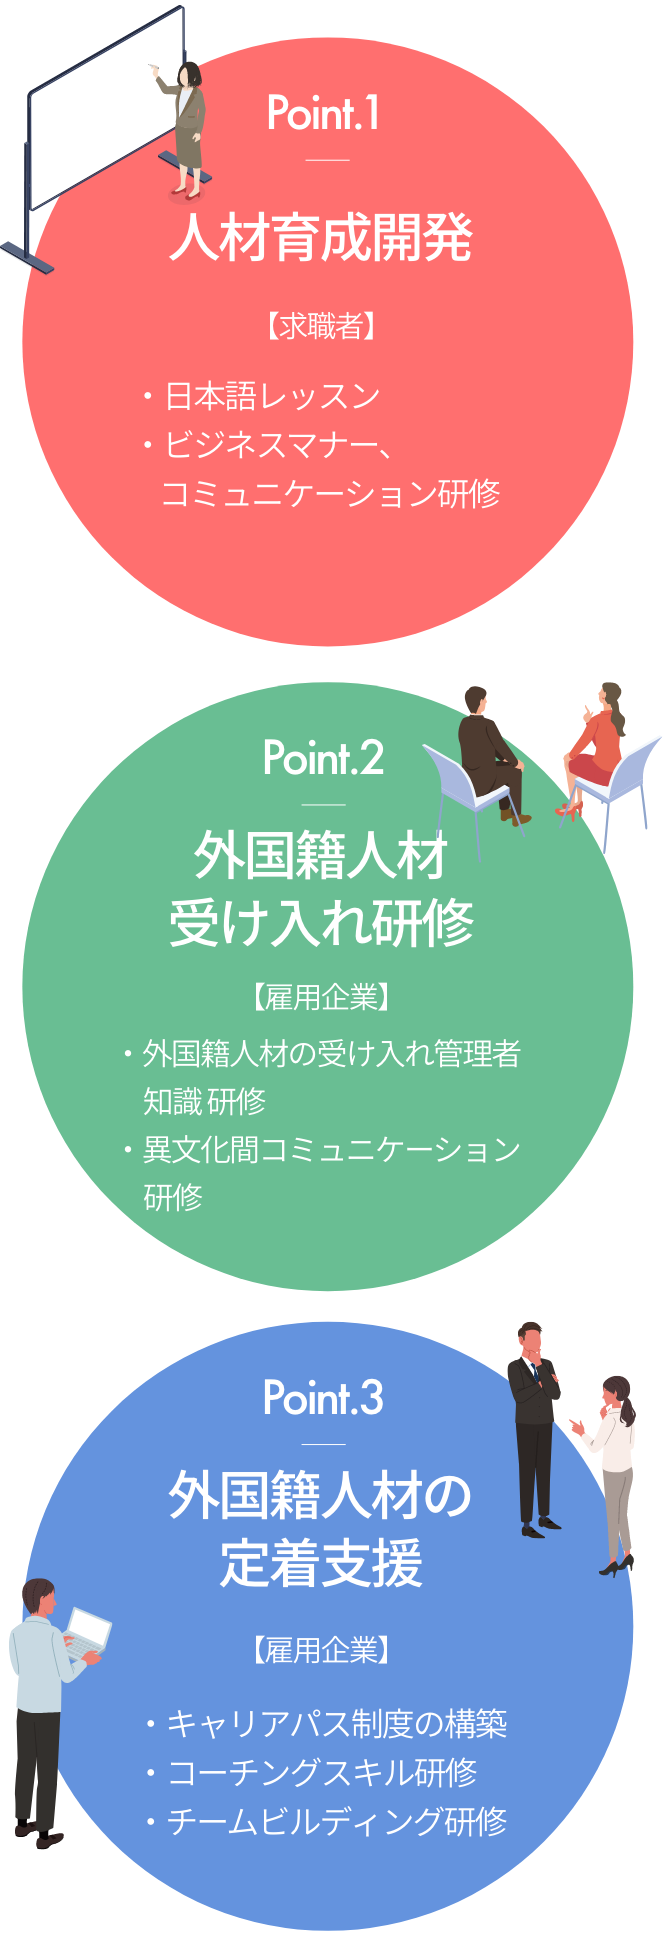 Point.1
人材育成開発
【求職者】
・日本語レッスン
・ビジネスマナー、
コミュニケーション研修
Point.2
外国籍人材
受け入れ研修
【雇用企業】
・外国籍人材の受け入れ管理者
知識 研修
・異文化間コミュニケーション
研修
Point.3
外国籍人材の
定着支援
【雇用企業】
・キャリアパス制度の構築
・コーチングスキル研修
・チームビルディング研修